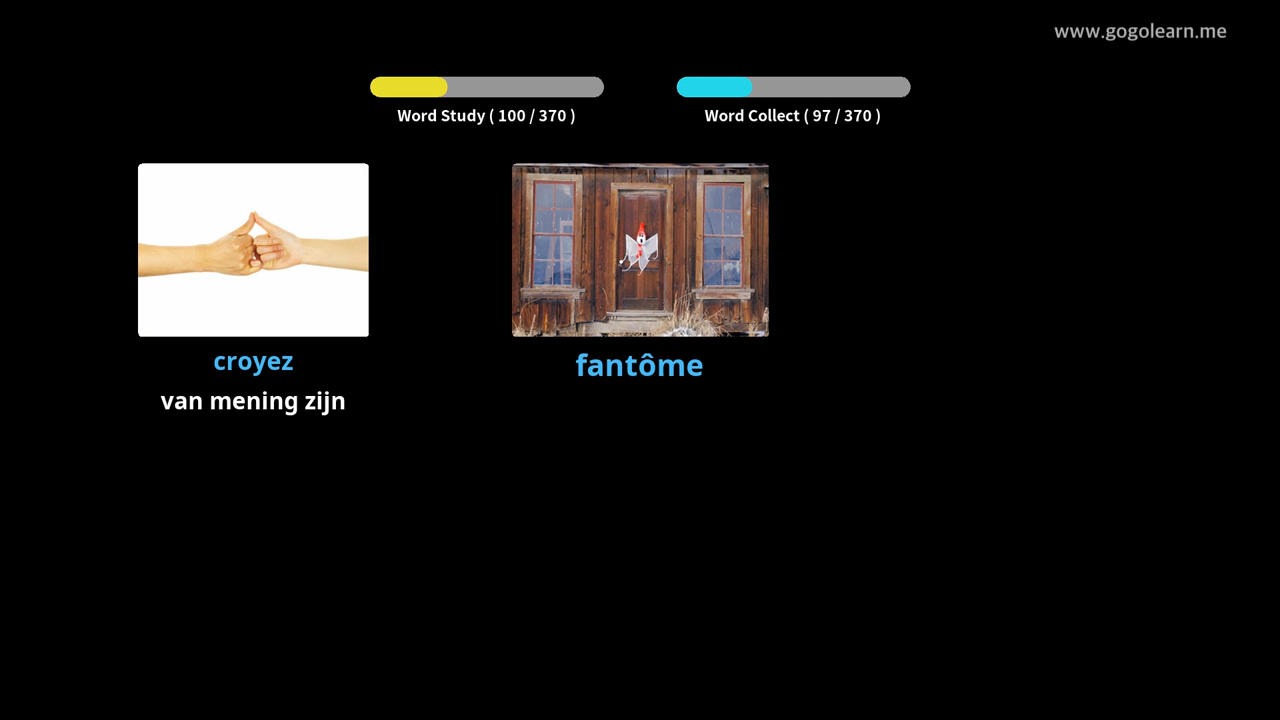 www.gogolearn.me
Word Study ( 100 / 370 )
Word Collect ( 97 / 370 )
croyez
van mening zijn
fantôme